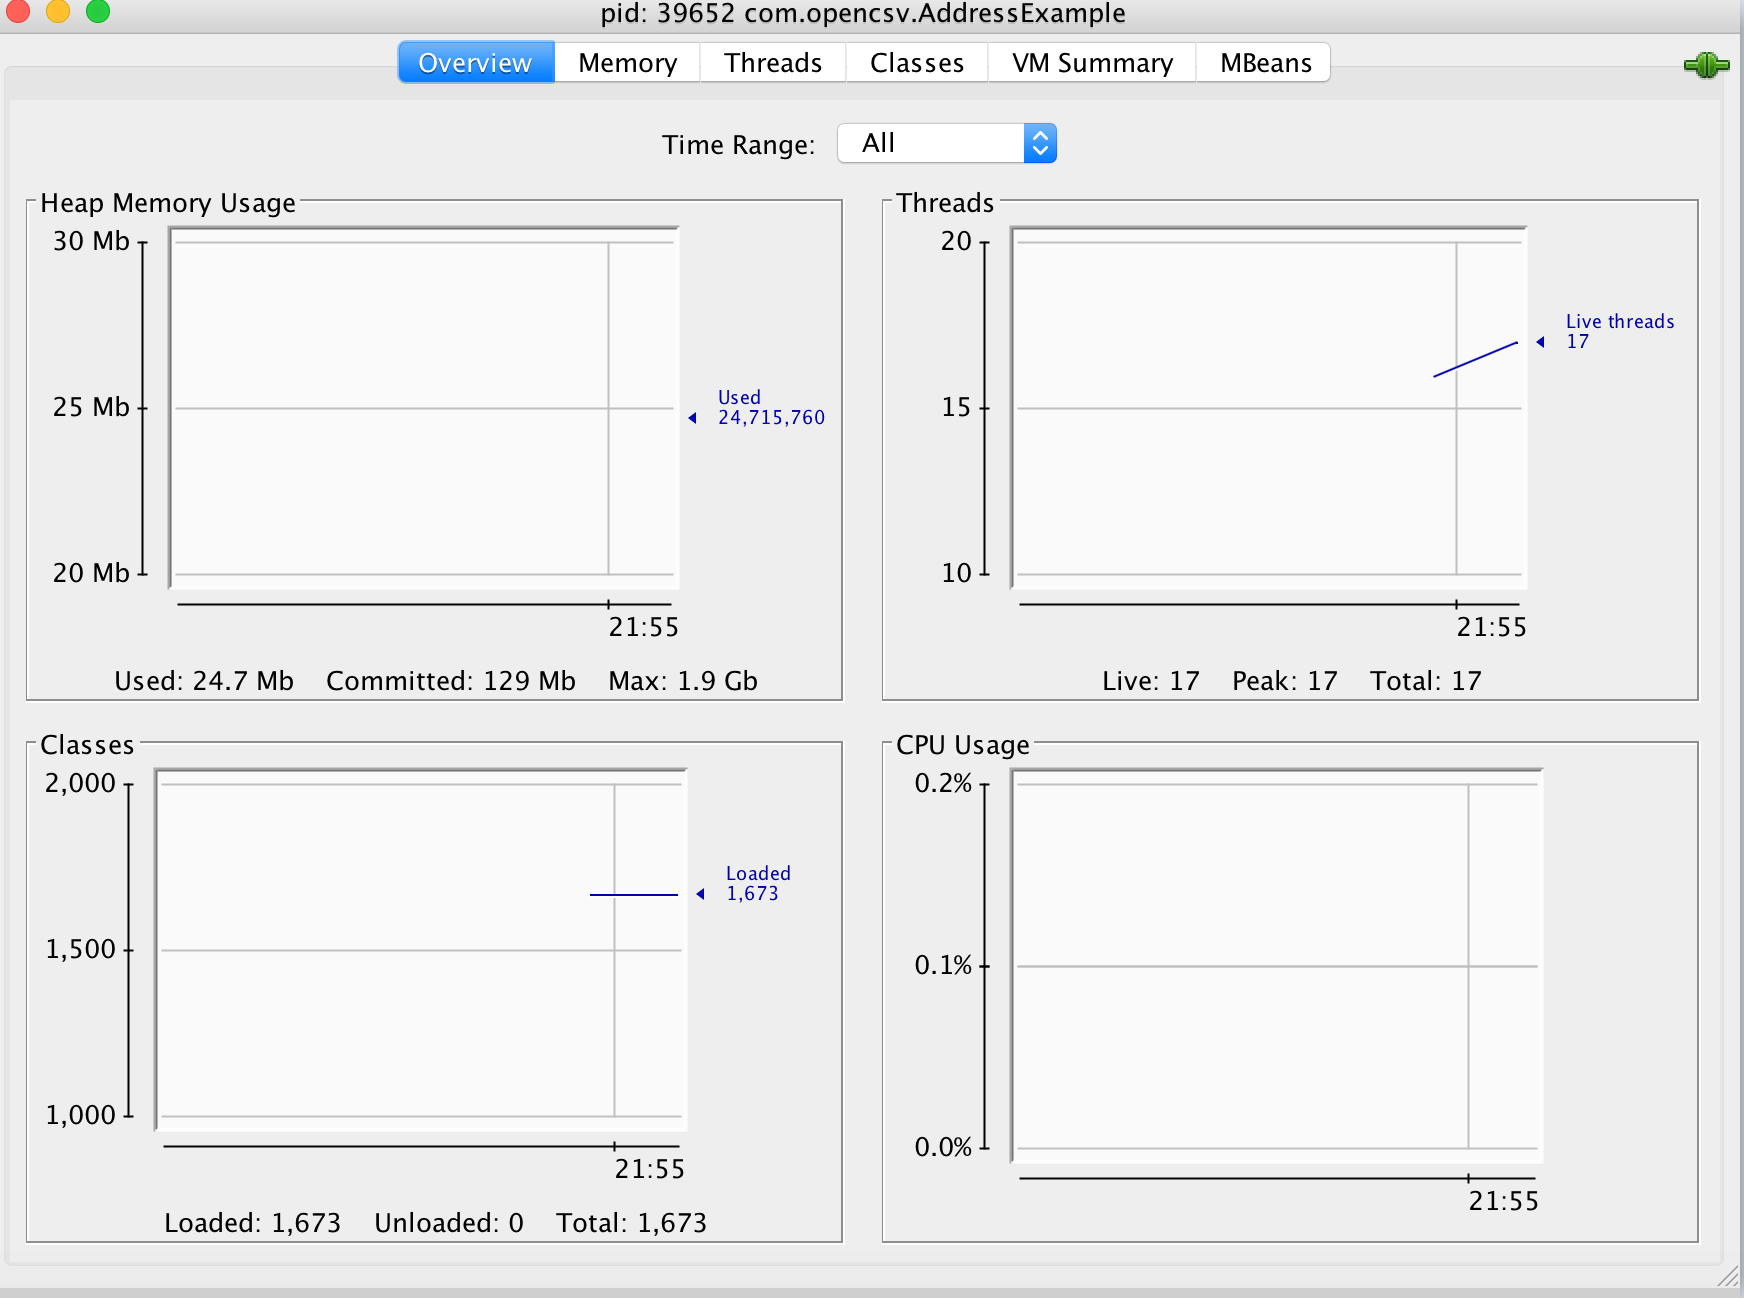 pid: 39652 com.opencsv.AddressExample
Overview Memory Threads Classes VM Summary MBeans
Time Range: All
Heap Memory Usage
30 Mb
25 Mb
20 Mb
Used
24,715,760
21:55
Used: 24.7 Mb Committed: 129 Mb Max: 1.9 Gb
Threads
20
15
10
Live threads
17
21:55
Live: 17 Peak: 17 Total: 17
Classes
2,000
1,500
1,000
Loaded
1,673
21:55
Loaded: 1,673 Unloaded: 0 Total: 1,673
CPU Usage
0.2%
0.1%
0.0%
21:55